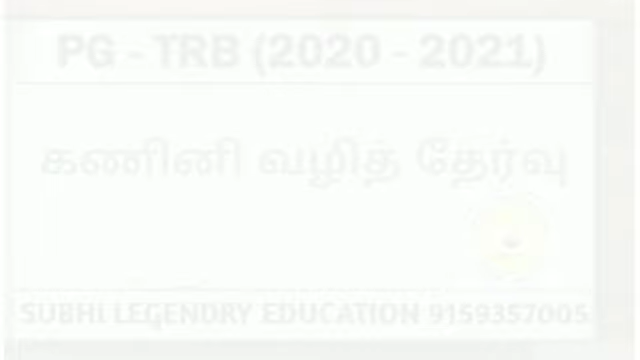 PG - TRB (2020 - 2021)
கணினி வழித் தேர்வு
SUBHI LEGENDRY EDUCATION 9159357005